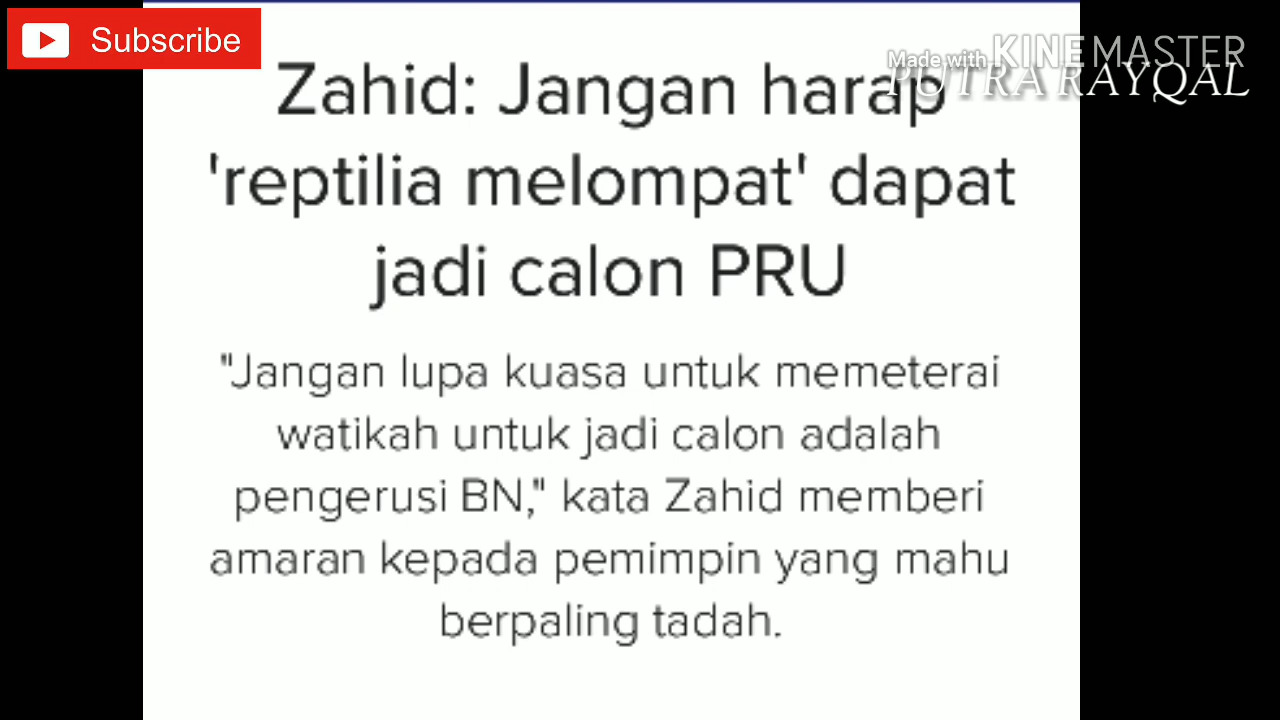 Subscribe
Made with KINEMASTER
PUTRA RAYQAL
Zahid: Jangan harap
'reptilia melompat' dapat
jadi calon PRU
"Jangan lupa kuasa untuk memeterai
watikah untuk jadi calon adalah
pengerusi BN," kata Zahid memberi
amaran kepada pemimpin yang mahu
berpaling tadah.